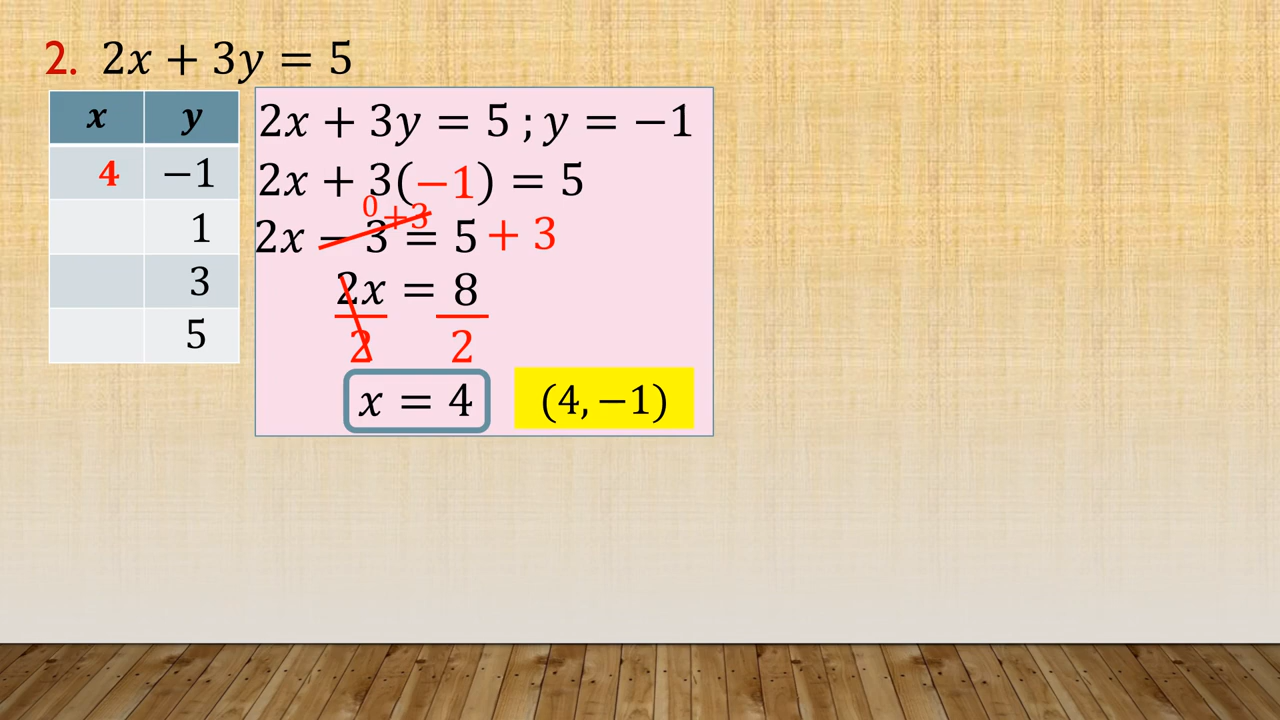 2. 2x + 3y = 5
x y
4 −1
1
3
5
2x + 3y = 5 ; y = −1
2x + 3(−1) = 5
0 +3
2x − 3 = 5 + 3
2x = 8
2 2
x = 4 (4, −1)